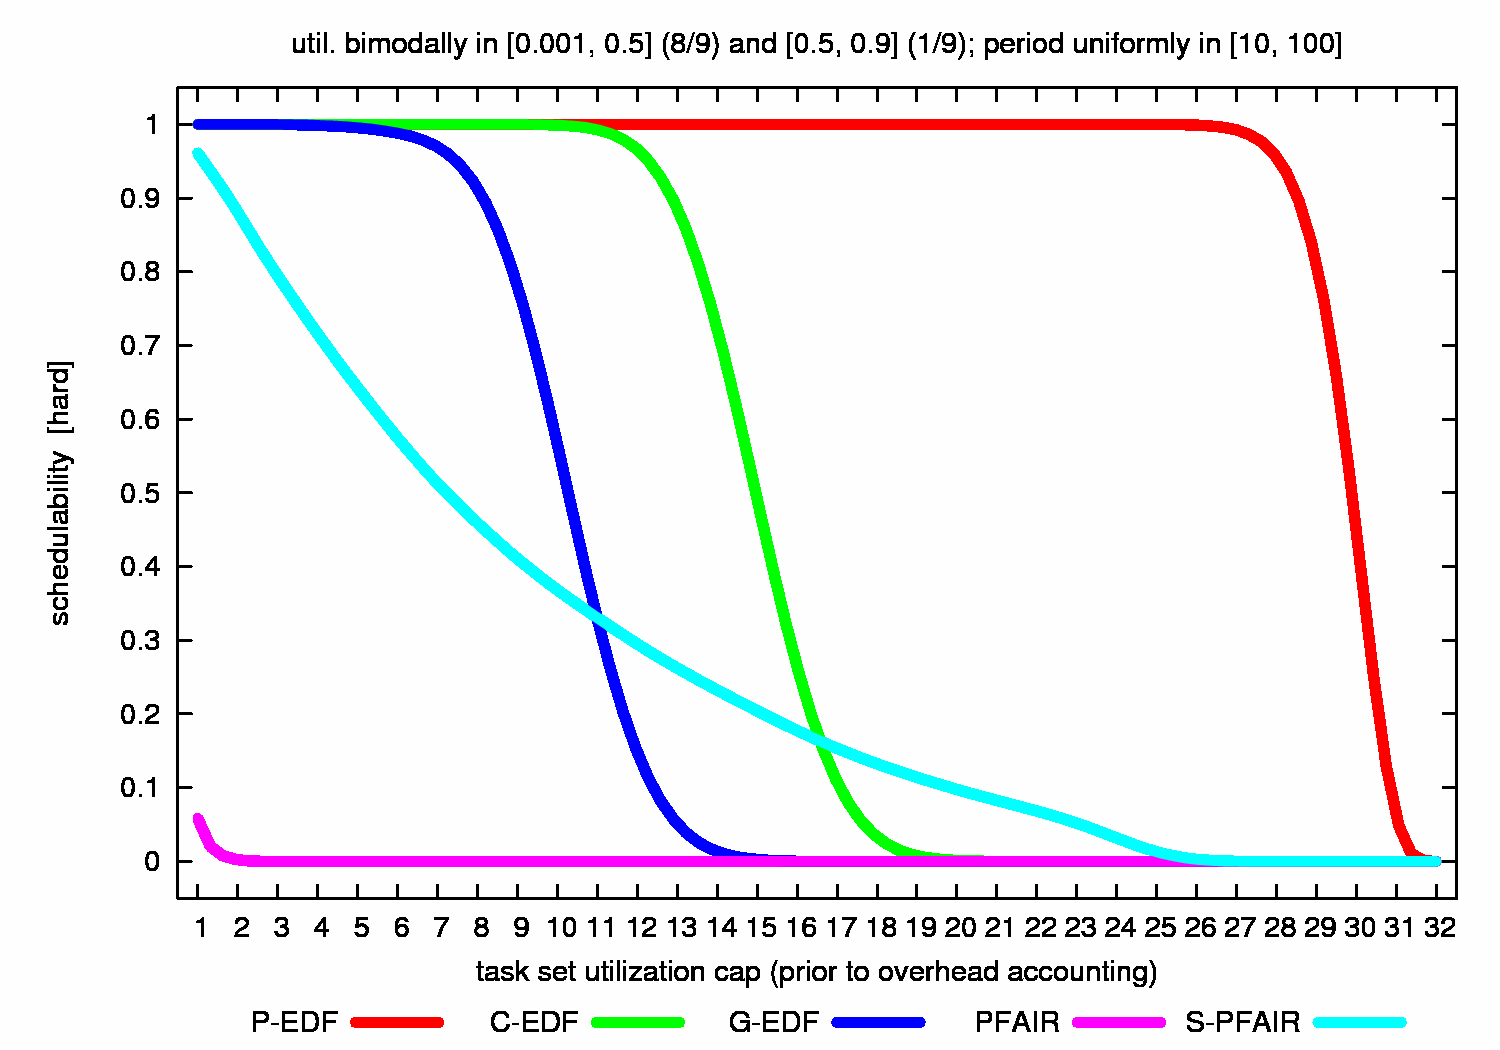 util. bimodally in [0.001, 0.5] (8/9) and [0.5, 0.9] (1/9); period uniformly in [10, 100]
1
0.9
0.8
0.7
0.6
0.5
0.4
0.3
0.2
0.1
0
schedulability [hard]
1 2 3 4 5 6 7 8 9 10 11 12 13 14 15 16 17 18 19 20 21 22 23 24 25 26 27 28 29 30 31 32
task set utilization cap (prior to overhead accounting)
P-EDF C-EDF G-EDF PFAIR S-PFAIR